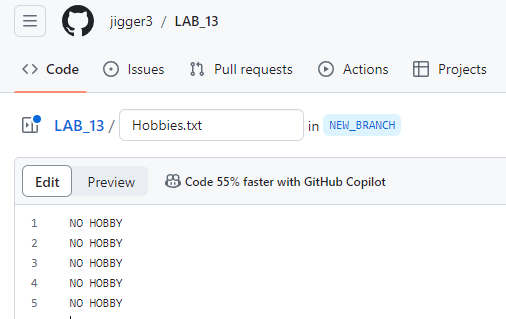 jigger3 / LAB_13
Code Issues Pull requests Actions Projects
LAB_13 / Hobbies.txt in NEW_BRANCH
Edit Preview Code 55% faster with GitHub Copilot
1 NO HOBBY
2 NO HOBBY
3 NO HOBBY
4 NO HOBBY
5 NO HOBBY